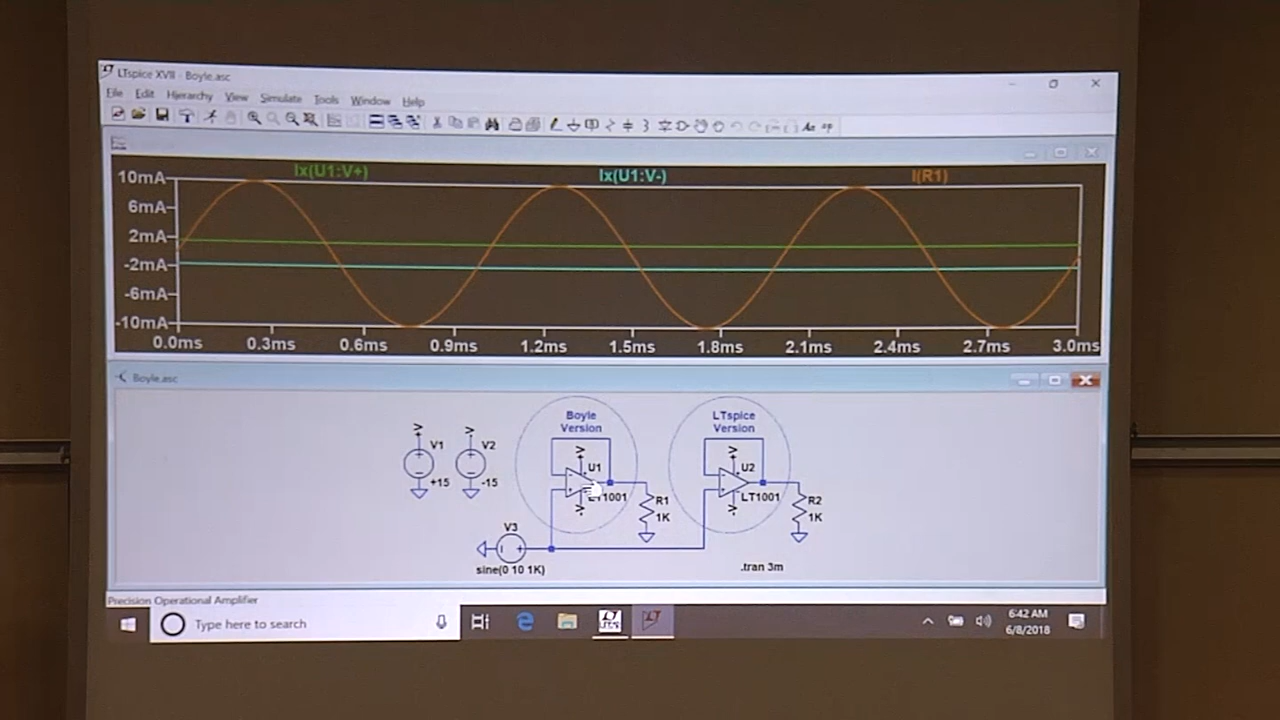 LTspice XVII - Boyle.asc
File Edit Hierarchy View Simulate Tools Window Help
Ix(U1:V+) Ix(U1:V-) I(R1)
10mA
6mA
2mA
-2mA
-6mA
-10mA
0.0ms 0.3ms 0.6ms 0.9ms 1.2ms 1.5ms 1.8ms 2.1ms 2.4ms 2.7ms 3.0ms
Boyle.asc
Boyle
Version
LTspice
Version
V1
+15
V2
-15
U1
LT1001
R1
1K
U2
LT1001
R2
1K
V3
sine(0 10 1K)
.tran 3m
Precision Operational Amplifier
Type here to search
6:42 AM
6/8/2018